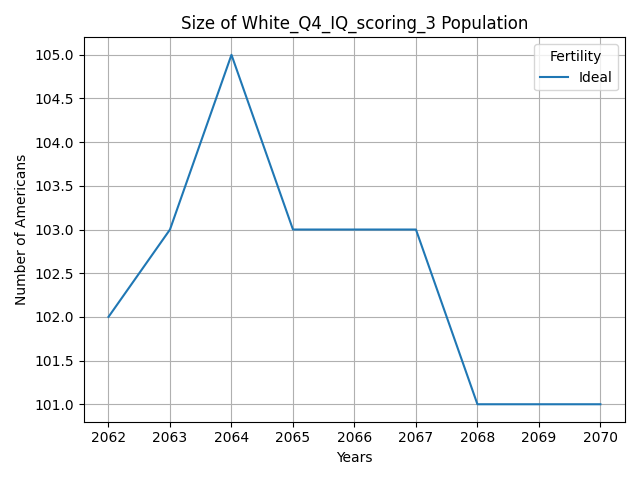 Size of White_Q4_IQ_scoring_3 Population
Fertility
Ideal
Number of Americans
105.0
104.5
104.0
103.5
103.0
102.5
102.0
101.5
101.0
2062 2063 2064 2065 2066 2067 2068 2069 2070
Years